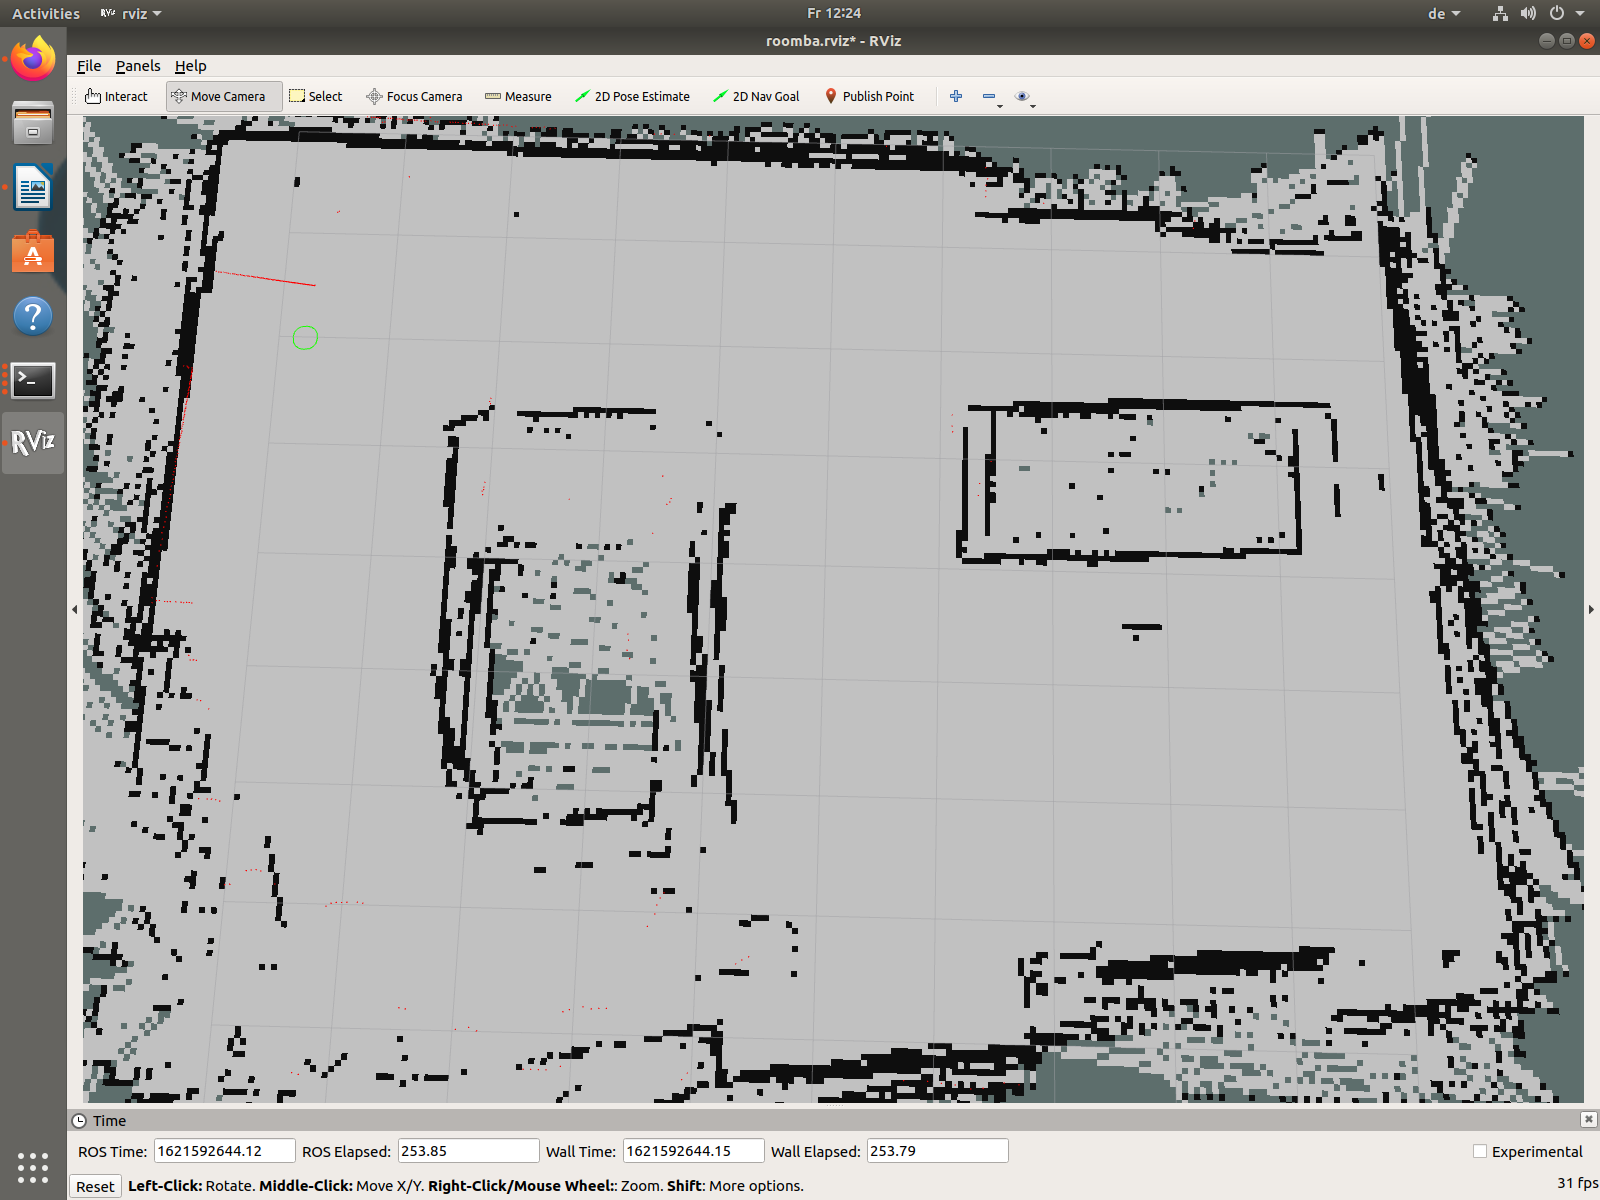 Activities RViz rviz Fr 12:24 de
roomba.rviz* - RViz
File Panels Help
Interact Move Camera Select Focus Camera Measure 2D Pose Estimate 2D Nav Goal Publish Point
A
?
>_
RViz
Time
ROS Time: 1621592644.12 ROS Elapsed: 253.85 Wall Time: 1621592644.15 Wall Elapsed: 253.79 Experimental
Reset Left-Click: Rotate. Middle-Click: Move X/Y. Right-Click/Mouse Wheel:: Zoom. Shift: More options. 31 fps